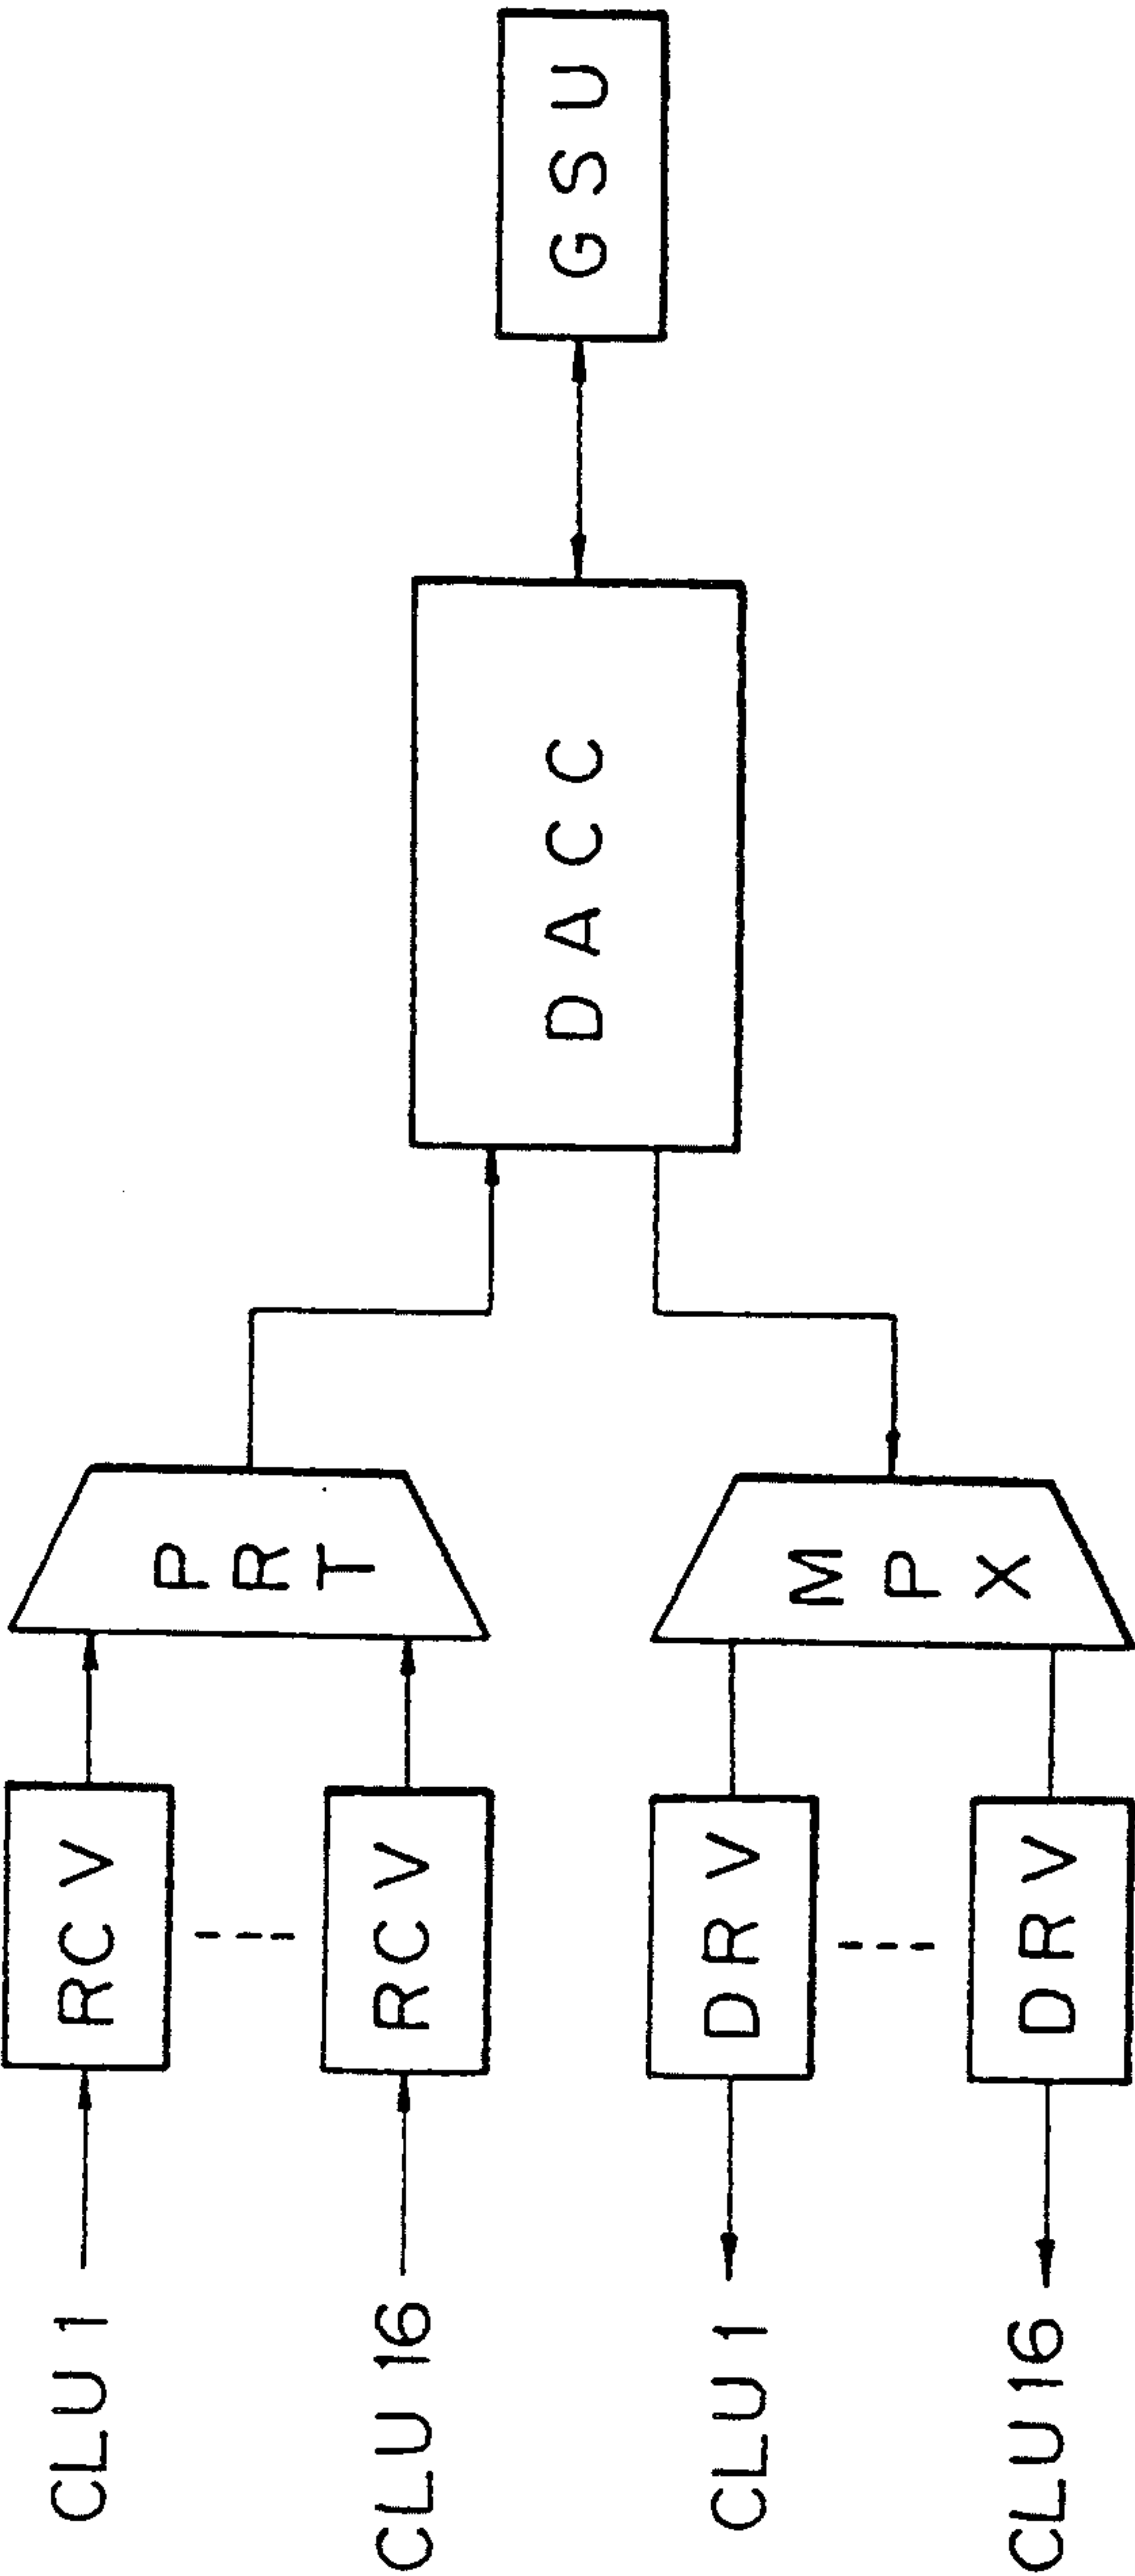 CLU 1
RCV
CLU 16
RCV
PRT
DACC
GSU
CLU 1
DRV
CLU 16
DRV
MPX